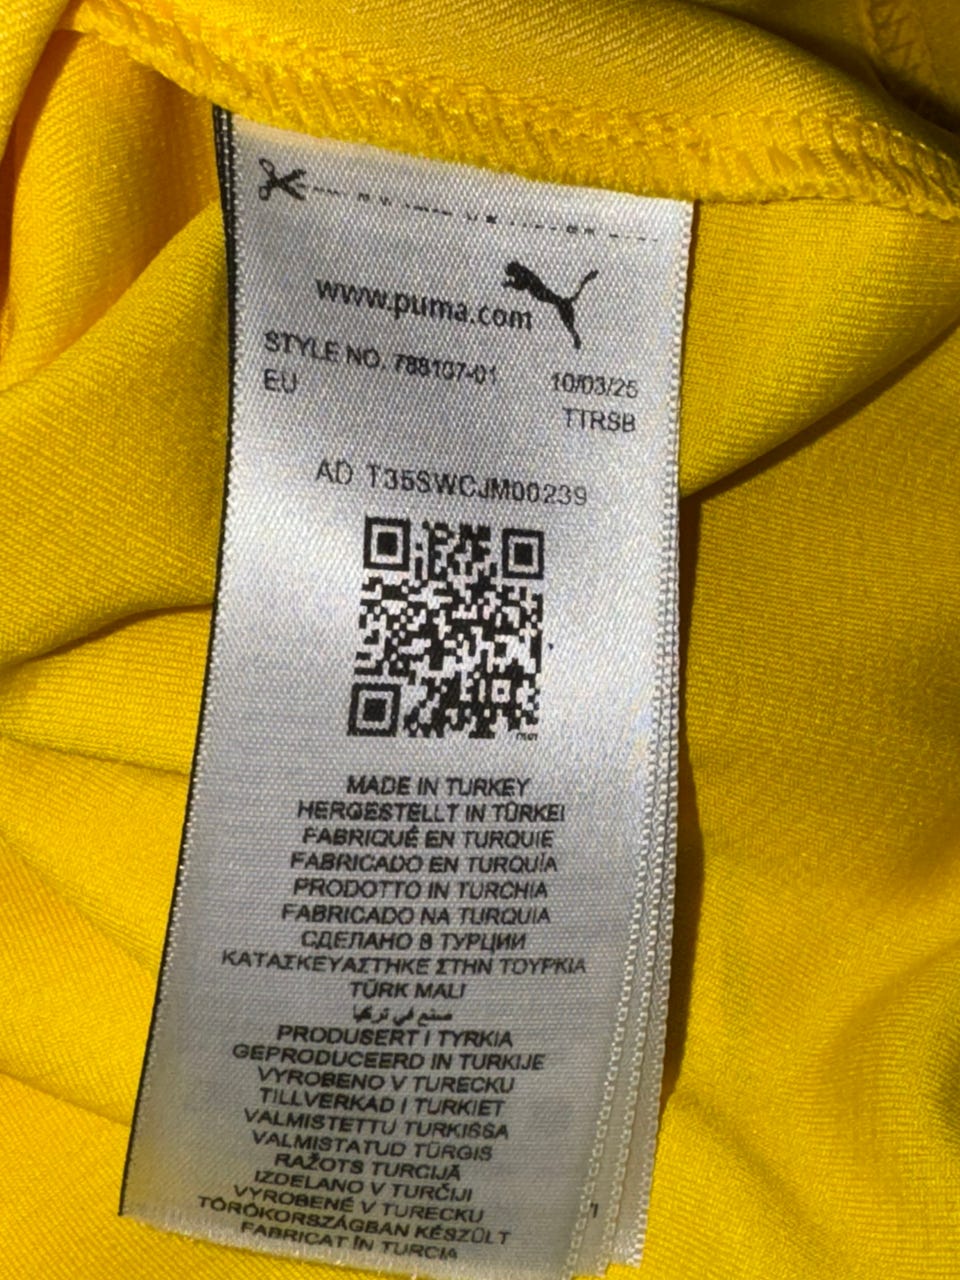 www.puma.com
STYLE NO. 788107-01 10/03/25
EU TTRSB
AD T35SWCJM00239
MADE IN TURKEY
HERGESTELLT IN TÜRKEI
FABRIQUÉ EN TURQUIE
FABRICADO EN TURQUÍA
PRODOTTO IN TURCHIA
FABRICADO NA TURQUIA
СДЕЛАНО В ТУРЦИИ
ΚΑΤΑΣΚΕΥΑΣΤΗΚΕ ΣΤΗΝ ΤΟΥΡΚΙΑ
TÜRK MALI
صنع في تركيا
PRODUSERT I TYRKIA
GEPRODUCEERD IN TURKIJE
VYROBENO V TURECKU
TILLVERKAD I TURKIET
VALMISTETTU TURKISSA
VALMISTATUD TÜRGIS
RAŽOTS TURCIJĀ
IZDELANO V TURČIJI
VYROBENÉ V TURECKU
TÖRÖKORSZÁGBAN KÉSZÜLT
FABRICAT ÎN TURCIA